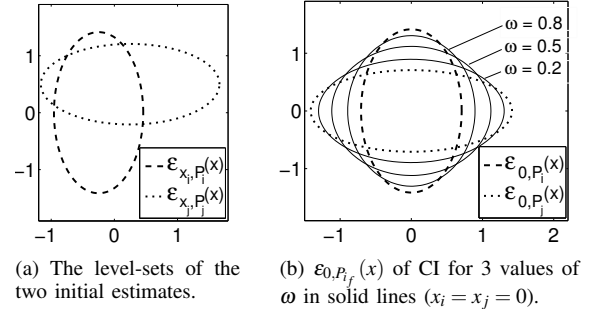 1
0
−1
−1
0
1
ε_{x_i,P_i}(x)
ε_{x_j,P_j}(x)
(a) The level-sets of the
two initial estimates.
1
0
−1
−1
0
1
2
ω = 0.8
ω = 0.5
ω = 0.2
ε_{0,P_i}(x)
ε_{0,P_j}(x)
(b) ε_{0,P_{i_f}}(x) of CI for 3 values of
ω in solid lines (x_i = x_j = 0).